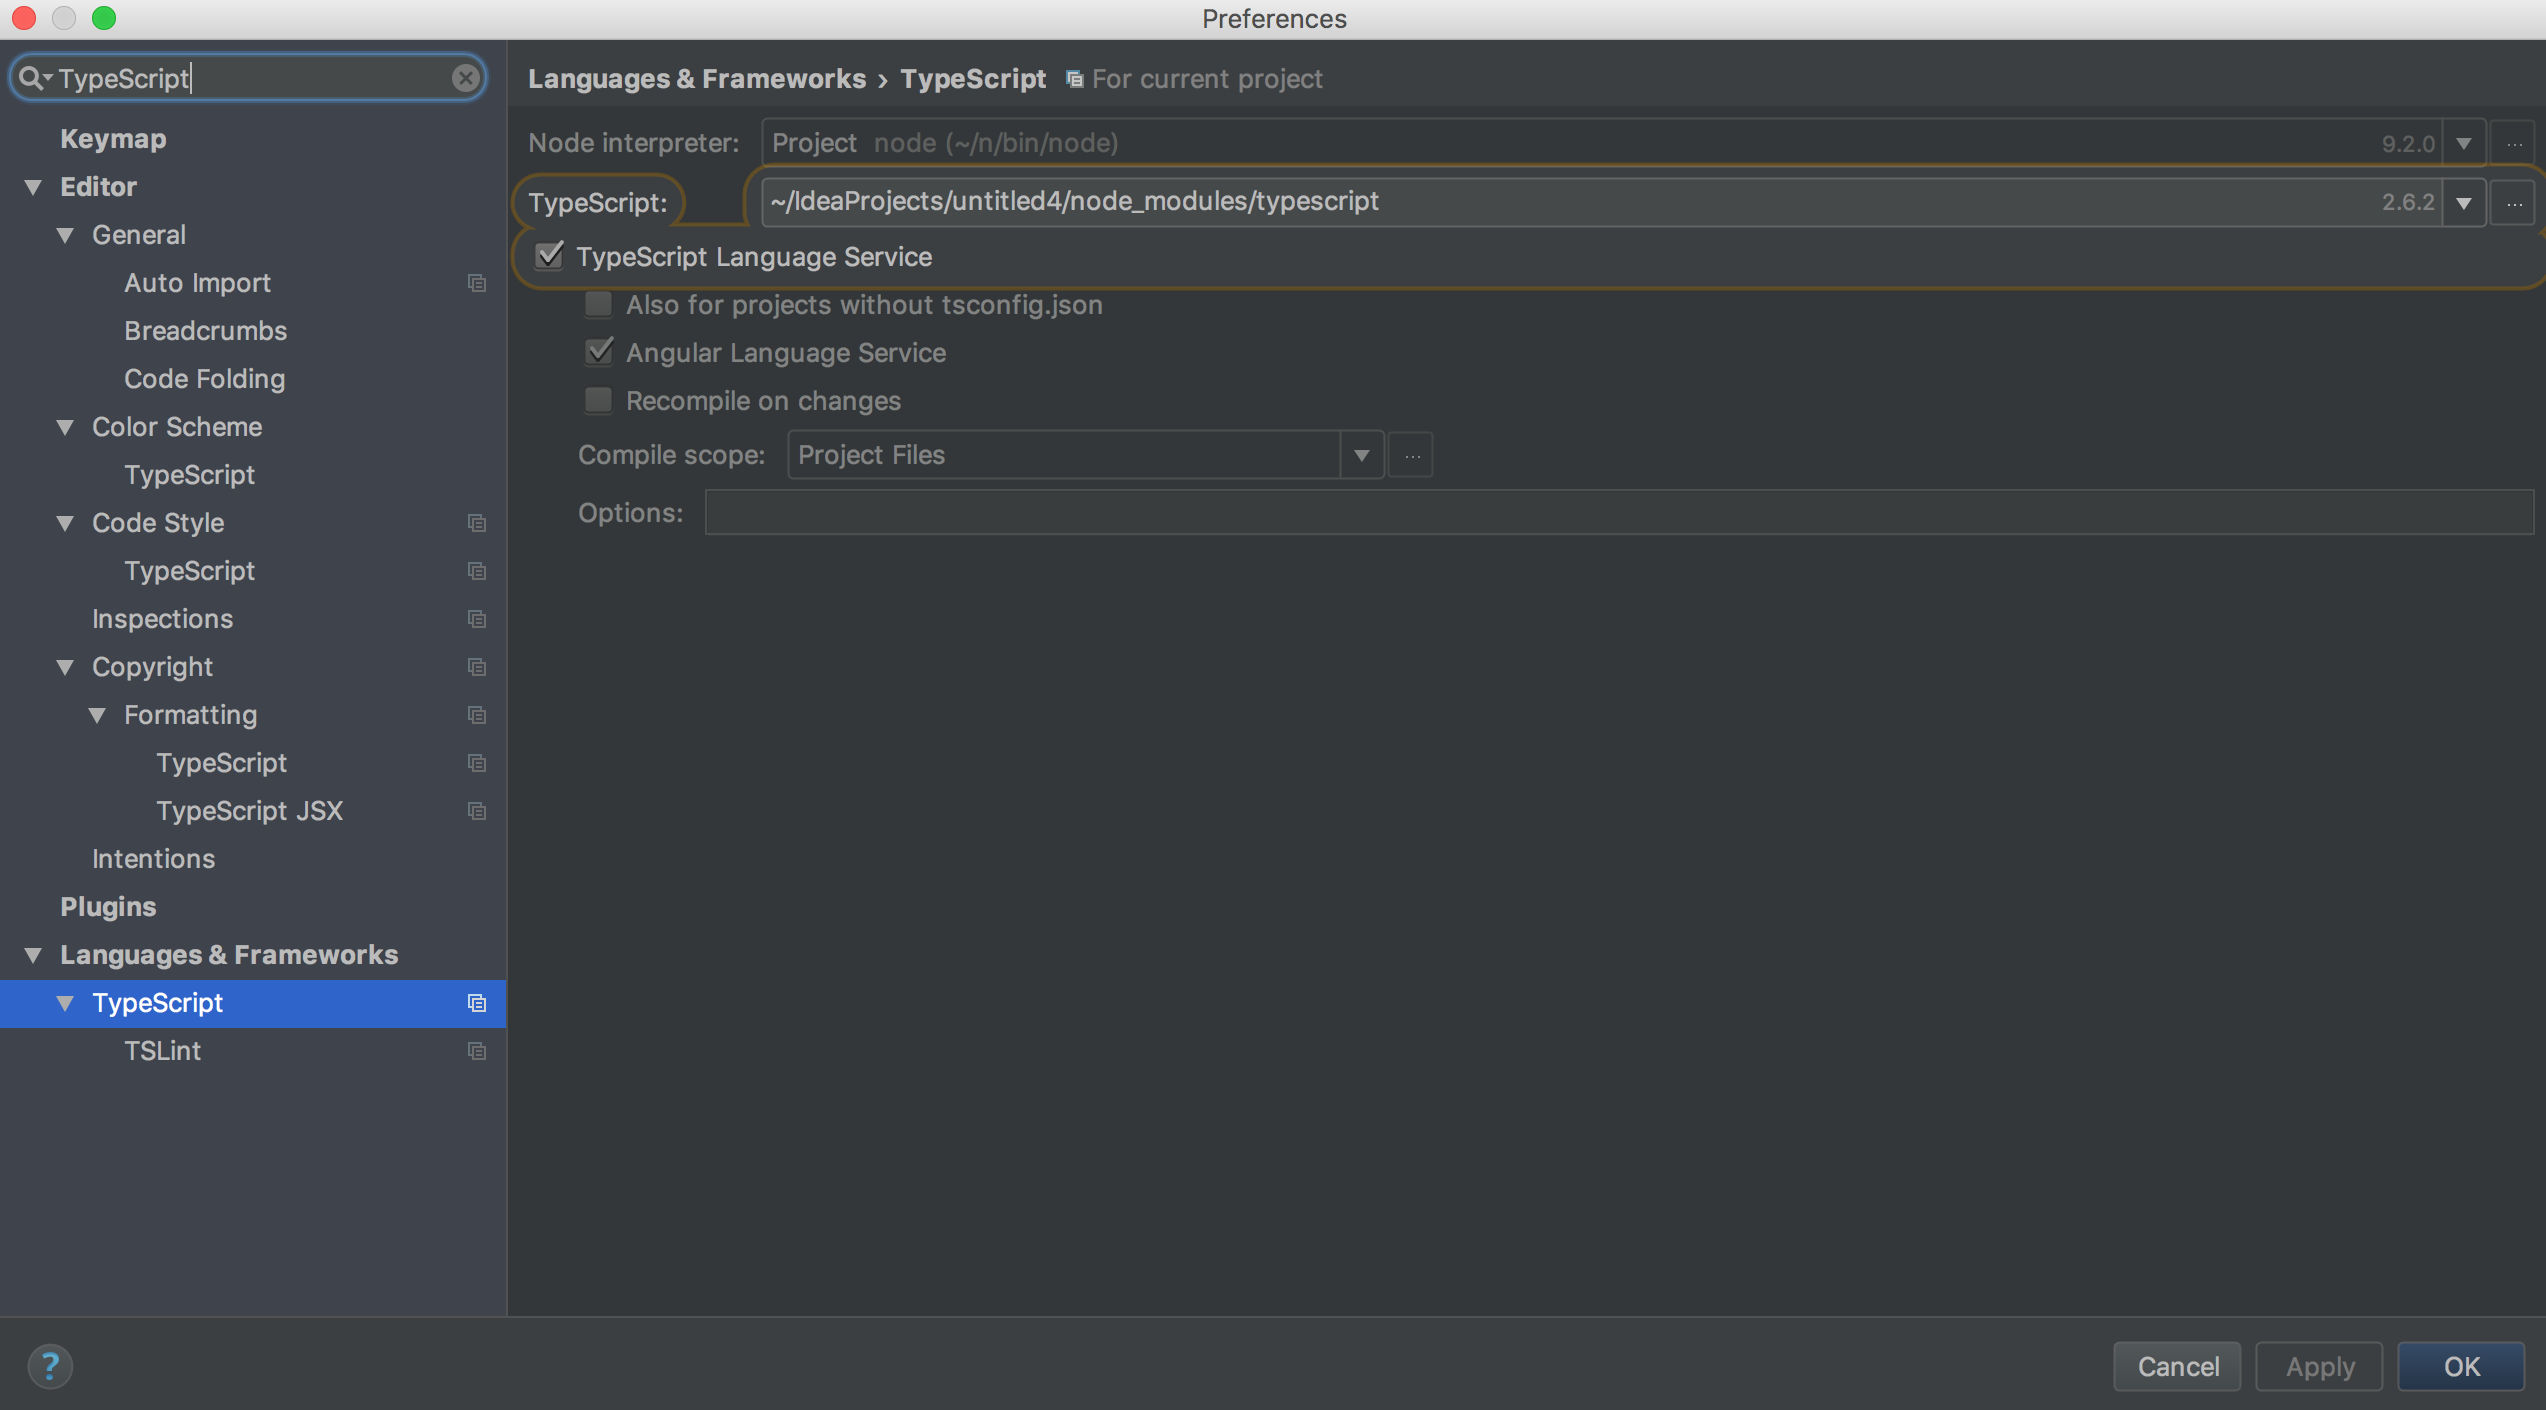 Preferences
TypeScript
Keymap
Editor
General
Auto Import
Breadcrumbs
Code Folding
Color Scheme
TypeScript
Code Style
TypeScript
Inspections
Copyright
Formatting
TypeScript
TypeScript JSX
Intentions
Plugins
Languages & Frameworks
TypeScript
TSLint
Languages & Frameworks › TypeScript For current project
Node interpreter: Project node (~/n/bin/node) 9.2.0 ...
TypeScript: ~/IdeaProjects/untitled4/node_modules/typescript 2.6.2 ...
TypeScript Language Service
Also for projects without tsconfig.json
Angular Language Service
Recompile on changes
Compile scope: Project Files ...
Options:
?
Cancel Apply OK